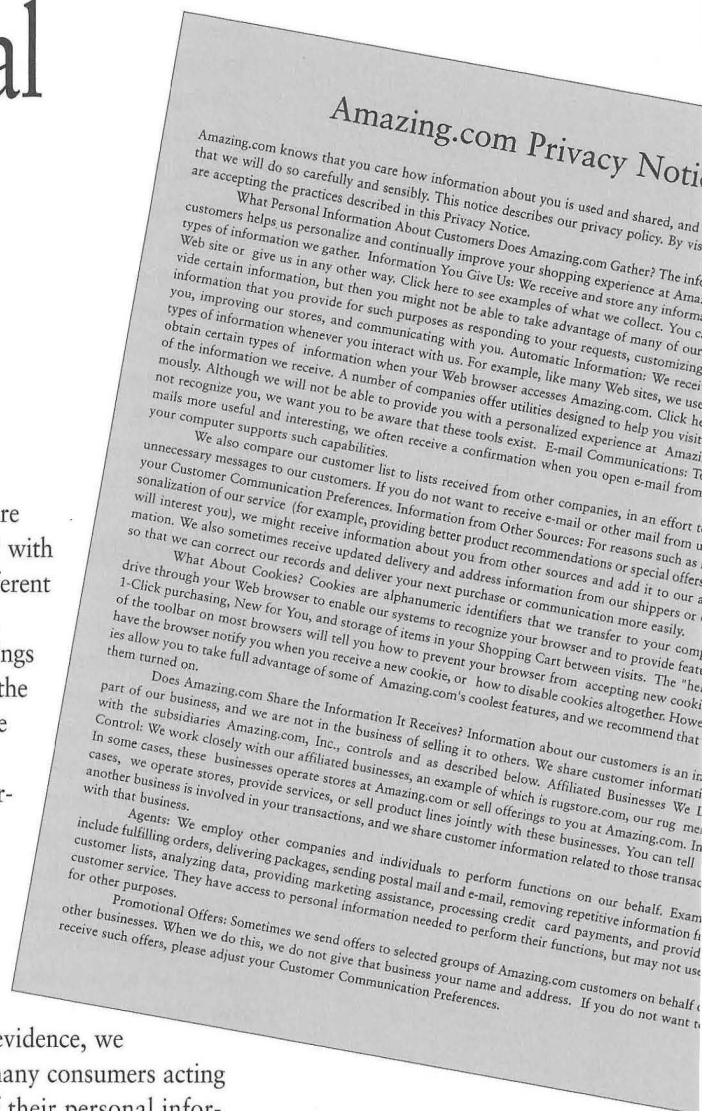 al
re
with
erent
ngs
the
e
r-
evidence, we
many consumers acting
f their personal infor-
Amazing.com Privacy Notic
Amazing.com knows that you care how information about you is used and shared, and
that we will do so carefully and sensibly. This notice describes our privacy policy. By vis
are accepting the practices described in this Privacy Notice.
What Personal Information About Customers Does Amazing.com Gather? The info
customers helps us personalize and continually improve your shopping experience at Ama
types of information we gather. Information You Give Us: We receive and store any informa
Web site or give us in any other way. Click here to see examples of what we collect. You c
vide certain information, but then you might not be able to take advantage of many of our
information that you provide for such purposes as responding to your requests, customizing
you, improving our stores, and communicating with you. Automatic Information: We recei
types of information whenever you interact with us. For example, like many Web sites, we use
obtain certain types of information when your Web browser accesses Amazing.com. Click he
of the information we receive. A number of companies offer utilities designed to help you visit
mously. Although we will not be able to provide you with a personalized experience at Amazi
not recognize you, we want you to be aware that these tools exist. E-mail Communications: To
mails more useful and interesting, we often receive a confirmation when you open e-mail from
your computer supports such capabilities.
We also compare our customer list to lists received from other companies, in an effort to
unnecessary messages to our customers. If you do not want to receive e-mail or other mail from u
your Customer Communication Preferences. Information from Other Sources: For reasons such as
sonalization of our service (for example, providing better product recommendations or special offers
will interest you), we might receive information about you from other sources and add it to our a
mation. We also sometimes receive updated delivery and address information from our shippers or
so that we can correct our records and deliver your next purchase or communication more easily.
What About Cookies? Cookies are alphanumeric identifiers that we transfer to your comp
drive through your Web browser to enable our systems to recognize your browser and to provide featu
1-Click purchasing, New for You, and storage of items in your Shopping Cart between visits. The "hel
of the toolbar on most browsers will tell you how to prevent your browser from accepting new cooki
have the browser notify you when you receive a new cookie, or how to disable cookies altogether. Howe
ies allow you to take full advantage of some of Amazing.com's coolest features, and we recommend that
them turned on.
Does Amazing.com Share the Information It Receives? Information about our customers is an in
part of our business, and we are not in the business of selling it to others. We share customer informati
with the subsidiaries Amazing.com, Inc., controls and as described below. Affiliated Businesses We D
Control: We work closely with our affiliated businesses, an example of which is rugstore.com, our rug me
In some cases, these businesses operate stores at Amazing.com or sell offerings to you at Amazing.com. In
cases, we operate stores, provide services, or sell product lines jointly with these businesses. You can tell
another business is involved in your transactions, and we share customer information related to those transac
with that business.
Agents: We employ other companies and individuals to perform functions on our behalf. Exam
include fulfilling orders, delivering packages, sending postal mail and e-mail, removing repetitive information fr
customer lists, analyzing data, providing marketing assistance, processing credit card payments, and provid
customer service. They have access to personal information needed to perform their functions, but may not use
for other purposes.
Promotional Offers: Sometimes we send offers to selected groups of Amazing.com customers on behalf
other businesses. When we do this, we do not give that business your name and address. If you do not want t
receive such offers, please adjust your Customer Communication Preferences.